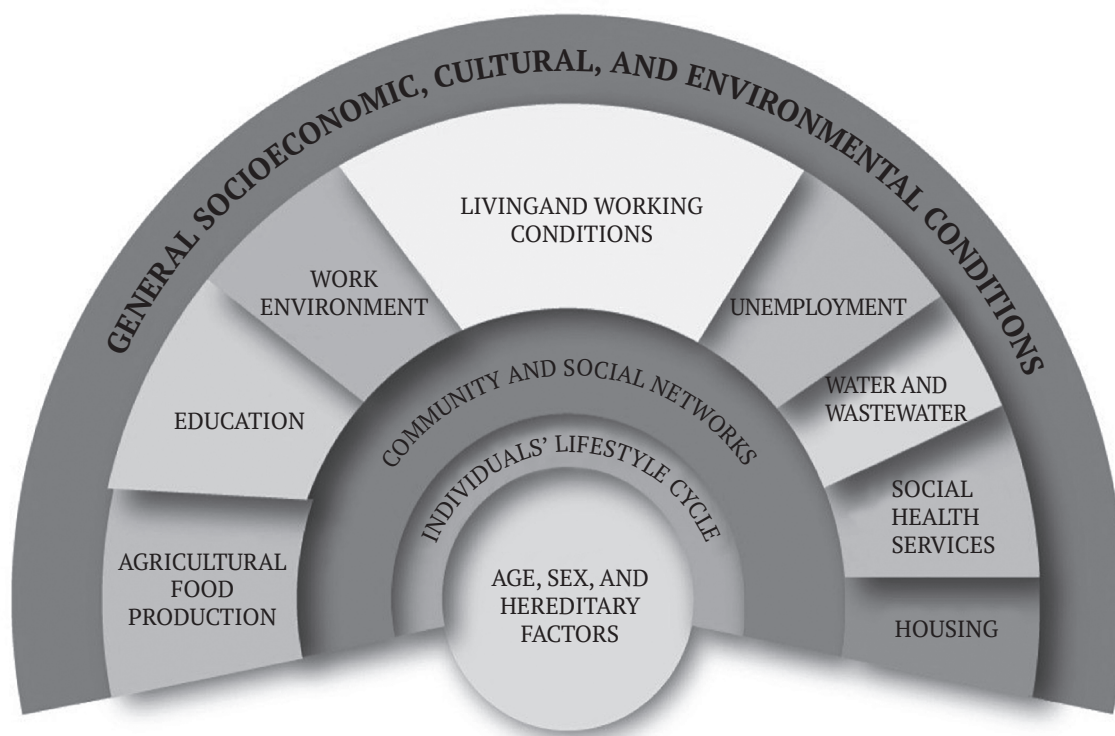 GENERAL SOCIOECONOMIC, CULTURAL, AND ENVIRONMENTAL CONDITIONS
LIVINGAND WORKING
CONDITIONS
WORK
ENVIRONMENT
UNEMPLOYMENT
EDUCATION
WATER AND
WASTEWATER
AGRICULTURAL
FOOD
PRODUCTION
SOCIAL
HEALTH
SERVICES
HOUSING
COMMUNITY AND SOCIAL NETWORKS
INDIVIDUALS’ LIFESTYLE CYCLE
AGE, SEX, AND
HEREDITARY
FACTORS